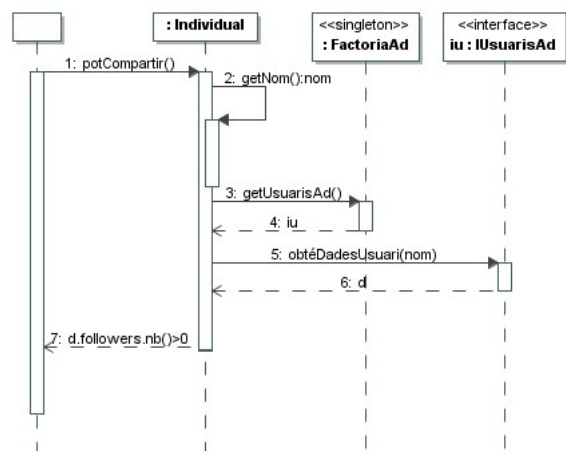 : Individual
<<singleton>>
: FactoriaAd
<<interface>>
iu : IUsuarisAd
1: potCompartir()
2: getNom():nom
3: getUsuarisAd()
4: iu
5: obtéDadesUsuari(nom)
6: d
7: d.followers.nb()>0